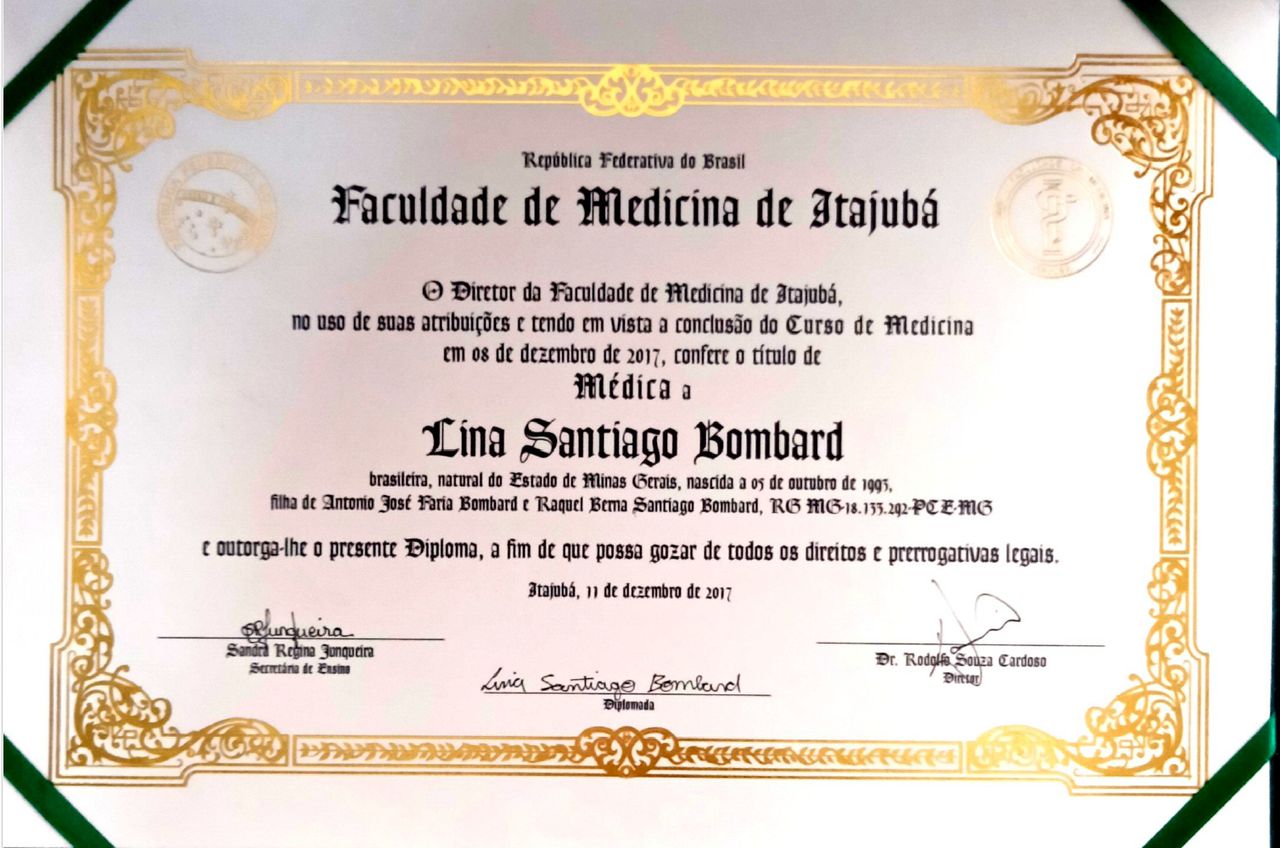 República Federativa do Brasil
Faculdade de Medicina de Itajubá
O Diretor da Faculdade de Medicina de Itajubá,
no uso de suas atribuições e tendo em vista a conclusão do Curso de Medicina
em 08 de dezembro de 2017, confere o título de
Médica a
Lina Santiago Bombard
brasileira, natural do Estado de Minas Gerais, nascida a 05 de outubro de 1993,
filha de Antonio José Faria Bombard e Raquel Berna Santiago Bombard, RG MG-18.133.292-PCE-MG
e outorga-lhe o presente Diploma, a fim de que possa gozar de todos os direitos e prerrogativas legais.
Itajubá, 11 de dezembro de 2017
SRJunqueira
Sandra Regina Junqueira
Secretária de Ensino
Dr. Rodolfo Souza Cardoso
Diretor
Lina Santiago Bombard
Diplomada